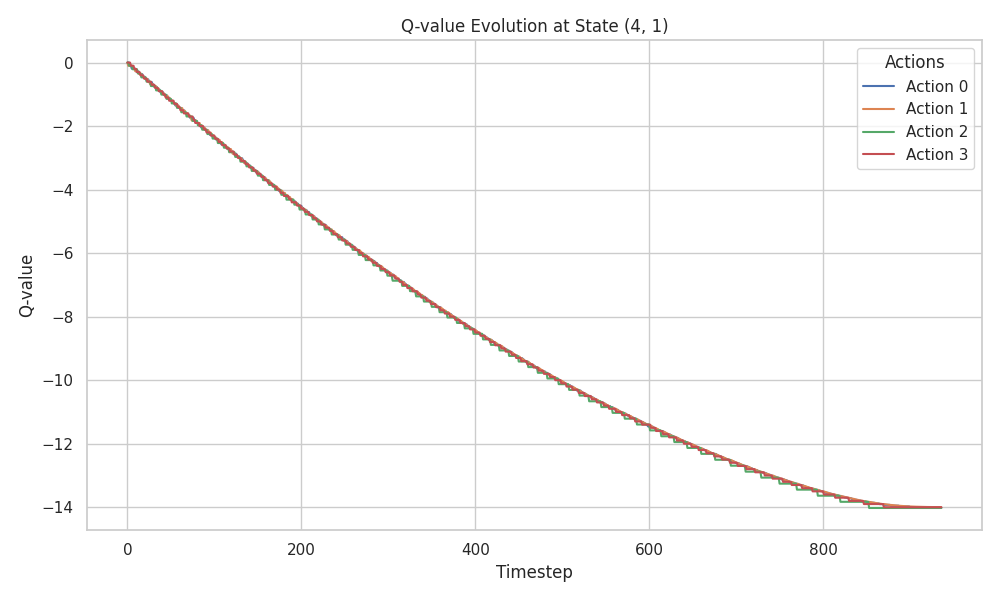 Q-value Evolution at State (4, 1)
Q-value
0
−2
−4
−6
−8
−10
−12
−14
0
200
400
600
800
Timestep
Actions
Action 0
Action 1
Action 2
Action 3